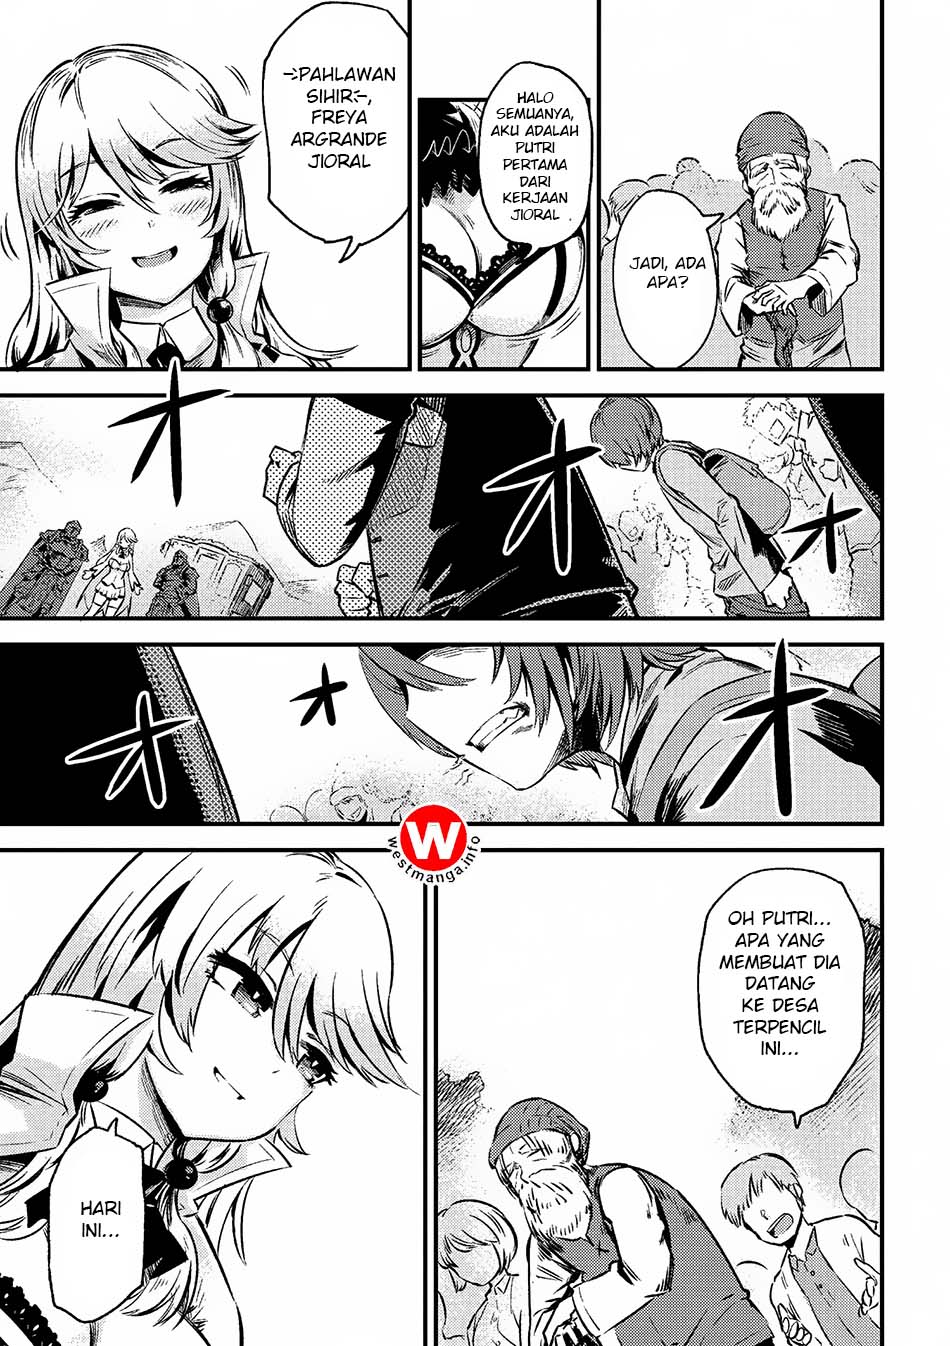 JADI, ADA
APA?
HALO
SEMUANYA,
AKU ADALAH
PUTRI
PERTAMA
DARI
KERJAAN
JIORAL .
-->PAHLAWAN
SIHIR--,
FREYA
ARGRANDE
JIORAL
OH PUTRI...
APA YANG
MEMBUAT DIA
DATANG
KE DESA
TERPENCIL
INI...
HARI
INI...
W
westmanga.info